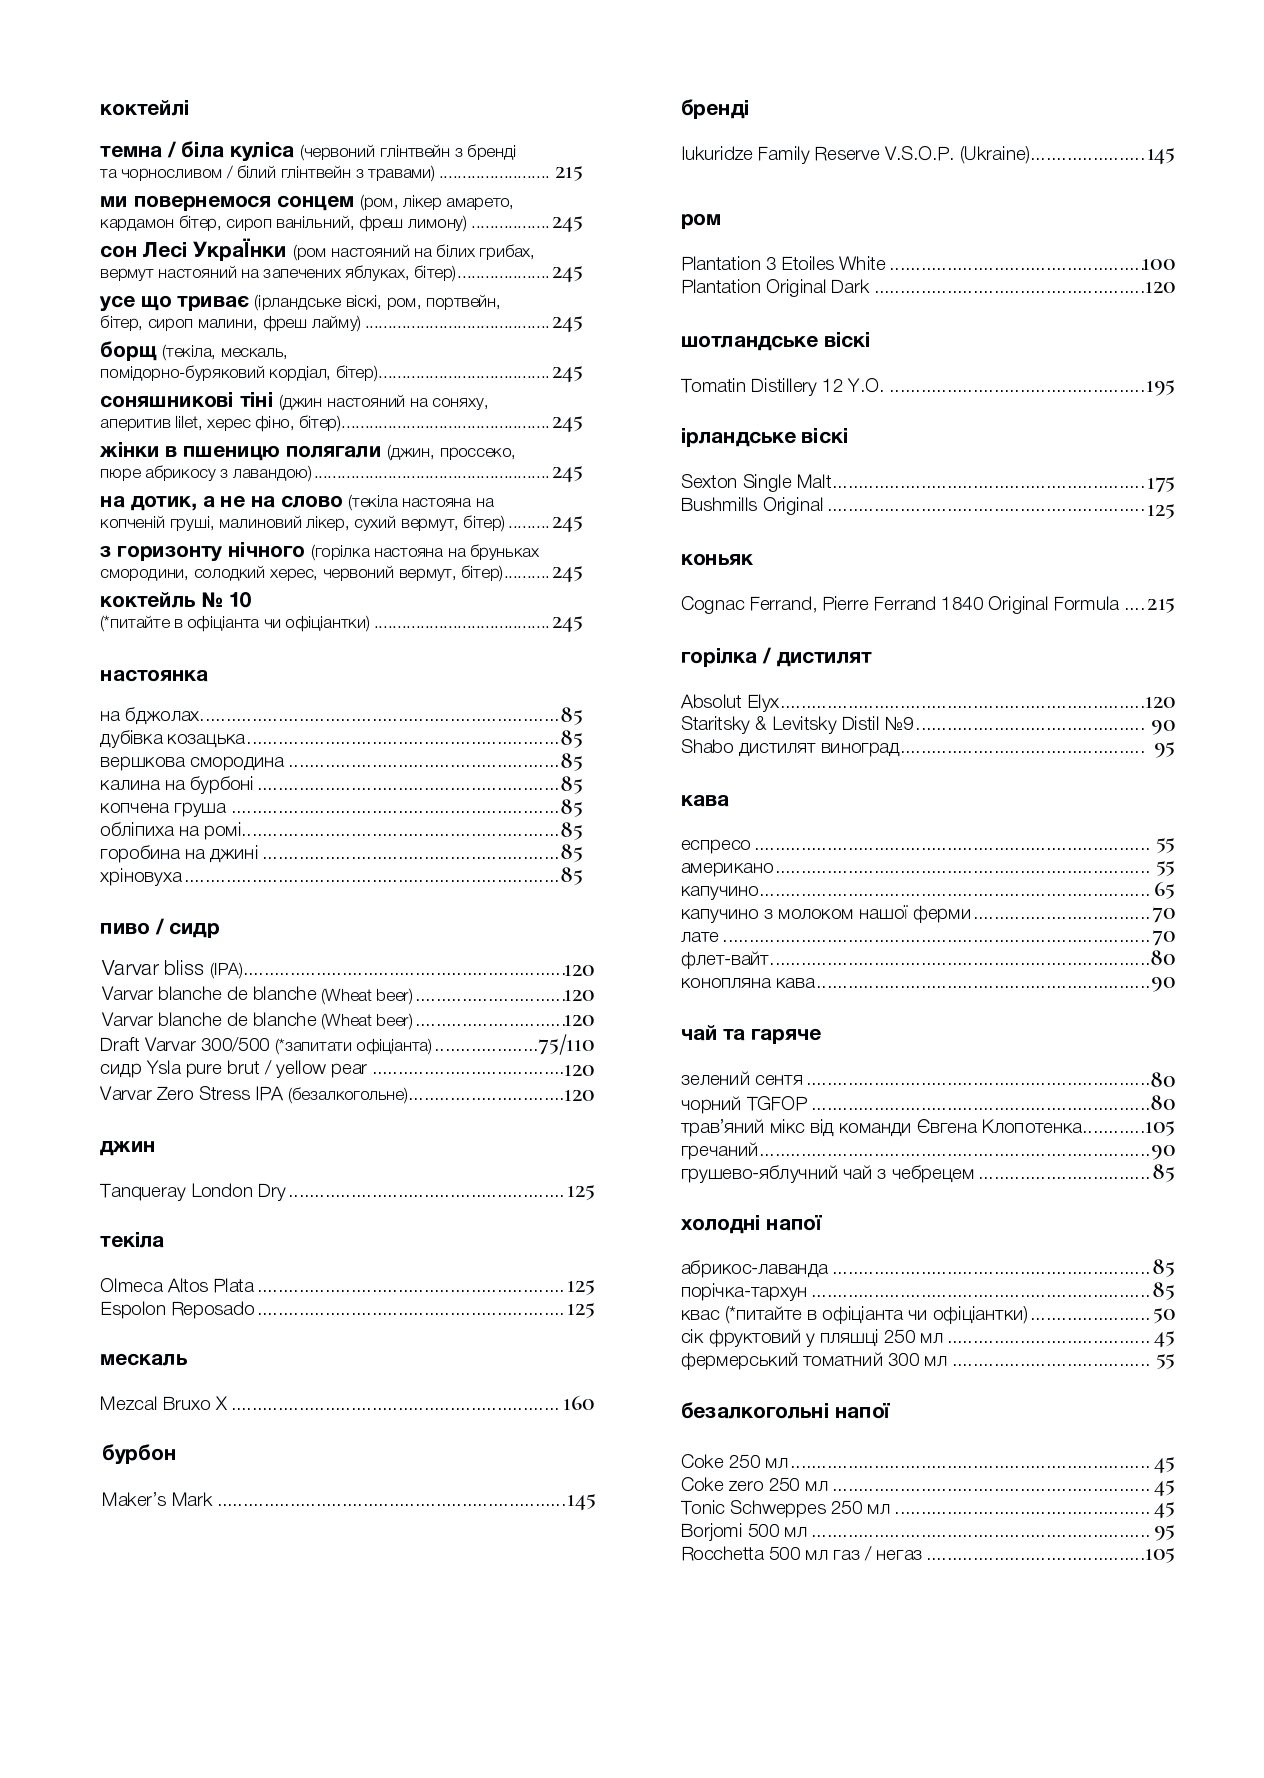 коктейлі
темна / біла куліса (червоний глінтвейн з бренді
та чорносливом / білий глінтвейн з травами) ........................ 215
ми повернемося сонцем (ром, лікер амарето,
кардамон бітер, сироп ванільний, фреш лимону) ................. 245
сон Лесі УкраЇнки (ром настояний на білих грибах,
вермут настояний на запечених яблуках, бітер).................... 245
усе що триває (ірландське віскі, ром, портвейн,
бітер, сироп малини, фреш лайму) ........................................ 245
борщ (текіла, мескаль,
помідорно-буряковий кордіал, бітер)..................................... 245
соняшникові тіні (джин настояний на соняху,
аперитив lilet, херес фіно, бітер)............................................. 245
жінки в пшеницю полягали (джин, проссеко,
пюре абрикосу з лавандою)................................................... 245
на дотик, а не на слово (текіла настояна на
копченій груші, малиновий лікер, сухий вермут, бітер) ......... 245
з горизонту нічного (горілка настояна на бруньках
смородини, солодкий херес, червоний вермут, бітер).......... 245
коктейль № 10
(*питайте в офіціанта чи офіціантки) ...................................... 245
настоянка
на бджолах.....................................................................85
дубівка козацька............................................................85
вершкова смородина ....................................................85
калина на бурбоні ..........................................................85
копчена груша ...............................................................85
обліпиха на ромі.............................................................85
горобина на джині .........................................................85
хріновуха........................................................................85
пиво / сидр
Varvar bliss (IPA)..............................................................120
Varvar blanche de blanche (Wheat beer) .............................120
Varvar blanche de blanche (Wheat beer) .............................120
Draft Varvar 300/500 (*запитати офіціанта) ....................75/110
сидр Ysla pure brut / yellow pear .....................................120
Varvar Zero Stress IPA (безалкогольне)..............................120
джин
Tanqueray London Dry ..................................................... 125
текіла
Olmeca Altos Plata ........................................................... 125
Espolon Reposado ........................................................... 125
мескаль
Mezcal Bruxo X ............................................................... 160
бурбон
Maker’s Mark ...................................................................145
бренді
Iukuridze Family Reserve V.S.O.P. (Ukraine)...................... 145
ром
Plantation 3 Etoiles White .................................................100
Plantation Original Dark ....................................................120
шотландське віскі
Tomatin Distillery 12 Y.O. .................................................195
ірландське віскі
Sexton Single Malt............................................................ 175
Bushmills Original ............................................................. 125
коньяк
Cognac Ferrand, Pierre Ferrand 1840 Original Formula .... 215
горілка / дистилят
Absolut Elyx......................................................................120
Staritsky & Levitsky Distil №9............................................ 90
Shabo дистилят виноград............................................... 95
кава
еспресо ............................................................................ 55
американо........................................................................ 55
капучино........................................................................... 65
капучино з молоком нашої ферми.................................. 70
лате .................................................................................. 70
флет-вайт.........................................................................80
конопляна кава................................................................90
чай та гаряче
зелений сентя ..................................................................80
чорний TGFOP .................................................................80
трав’яний мікс від команди Євгена Клопотенка............105
гречаний...........................................................................90
грушево-яблучний чай з чебрецем ................................. 85
холодні напої
абрикос-лаванда ............................................................. 85
порічка-тархун ................................................................. 85
квас (*питайте в офіціанта чи офіціантки)....................... 50
сік фруктовий у пляшці 250 мл ....................................... 45
фермерський томатний 300 мл ...................................... 55
безалкогольні напої
Coke 250 мл..................................................................... 45
Coke zero 250 мл ............................................................. 45
Tonic Schweppes 250 мл ................................................. 45
Borjomi 500 мл ................................................................. 95
Rocchetta 500 мл газ / негаз ..........................................105